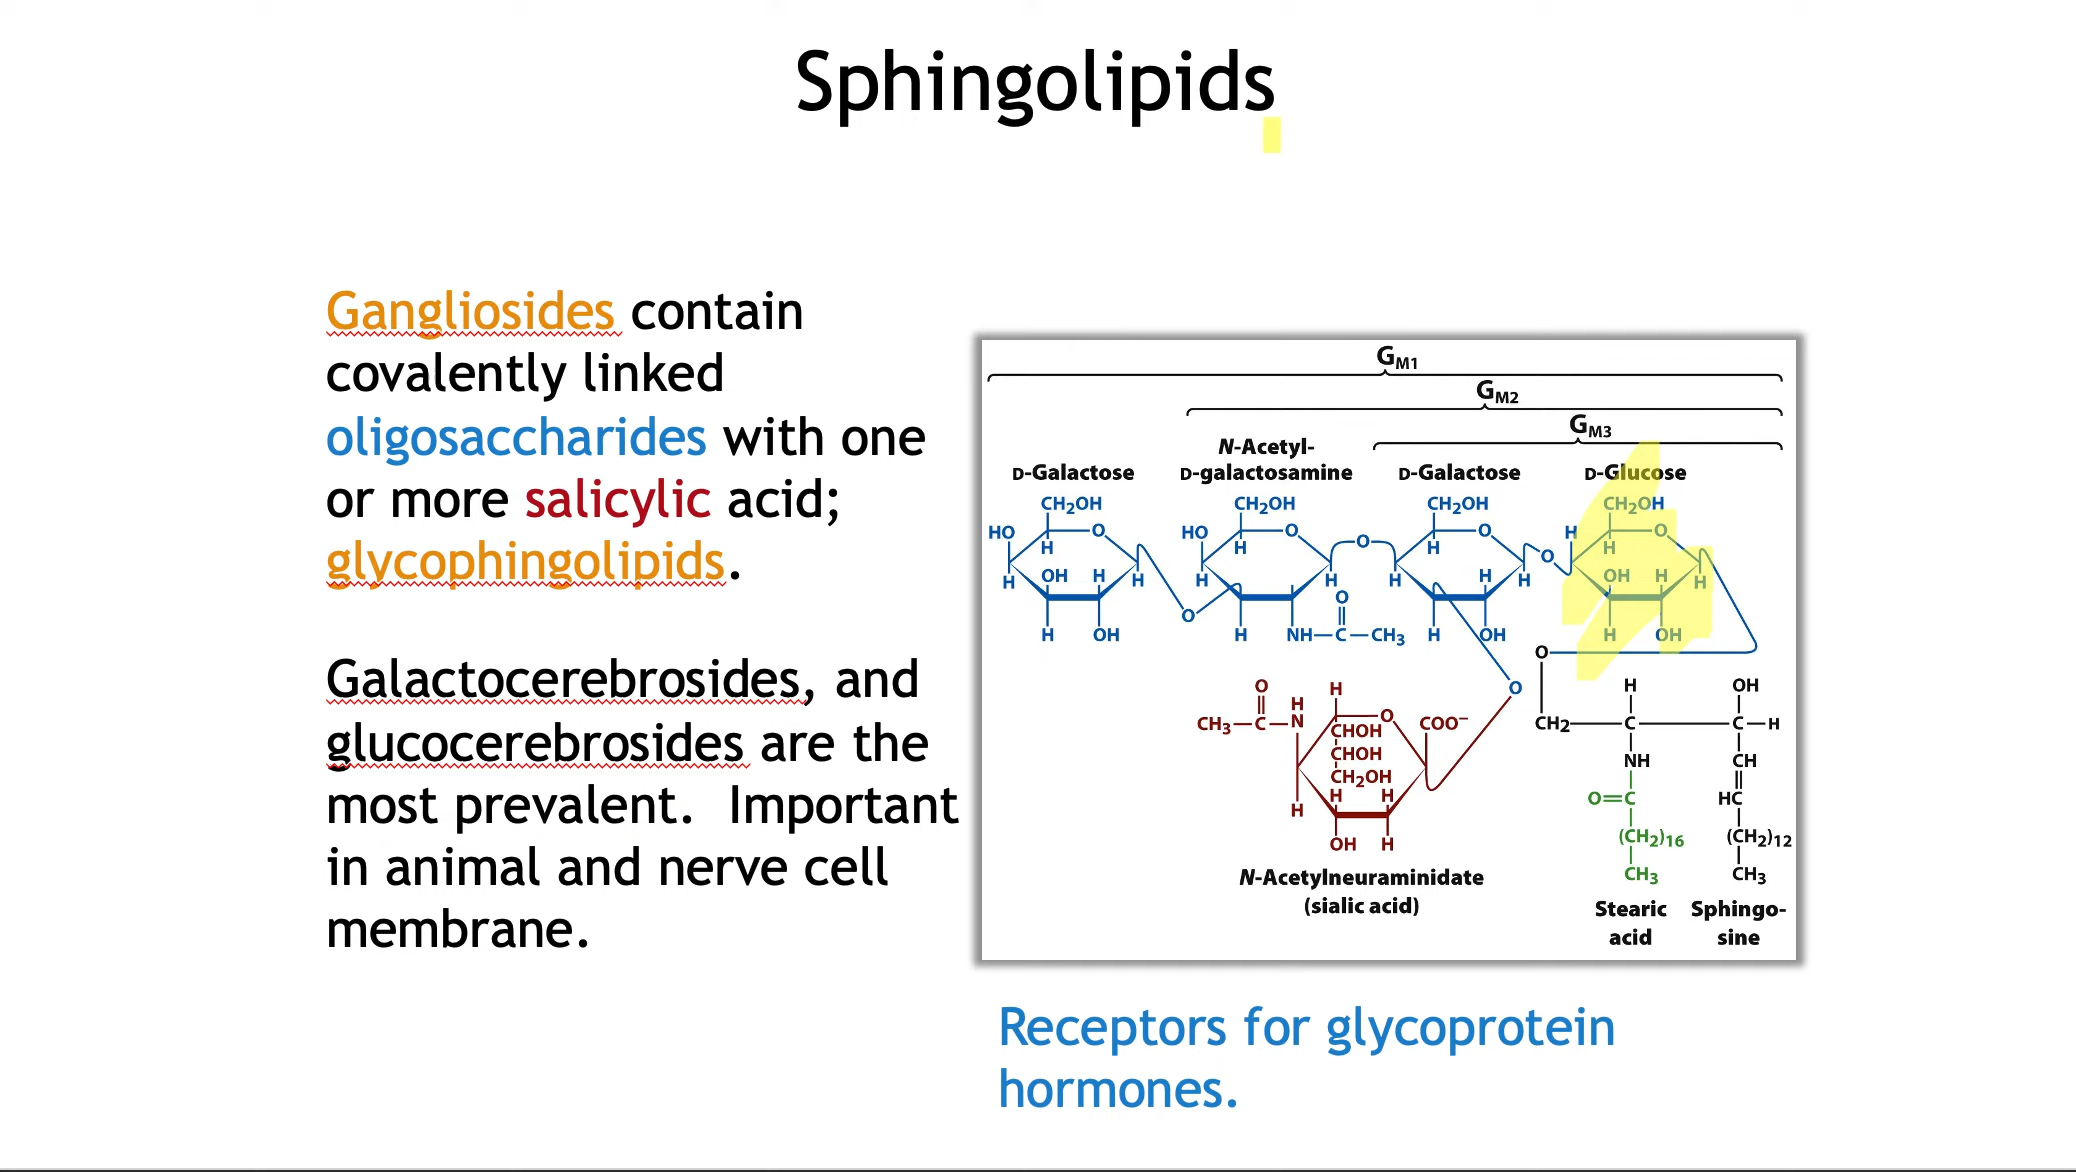 Sphingolipids
Gangliosides contain
covalently linked
oligosaccharides with one
or more salicylic acid;
glycophingolipids.
Galactocerebrosides, and
glucocerebrosides are the
most prevalent.  Important
in animal and nerve cell
membrane.
GM1
GM2
GM3
N-Acetyl-
D-Galactose D-galactosamine D-Galactose D-Glucose
CH2OH CH2OH CH2OH CH2OH
HO O HO O O O H O
H H H O H
OH H H H H H H H OH H H
O O
H OH H NH—C—CH3 H OH H OH
O
O H O H OH
CH3—C—N H O COO− CH2 C C—H
CHOH
CHOH NH CH
CH2OH
H H H O=C HC
OH H (CH2)16 (CH2)12
CH3 CH3
N-Acetylneuraminidate
(sialic acid)
Stearic Sphingo-
acid sine
Receptors for glycoprotein
hormones.